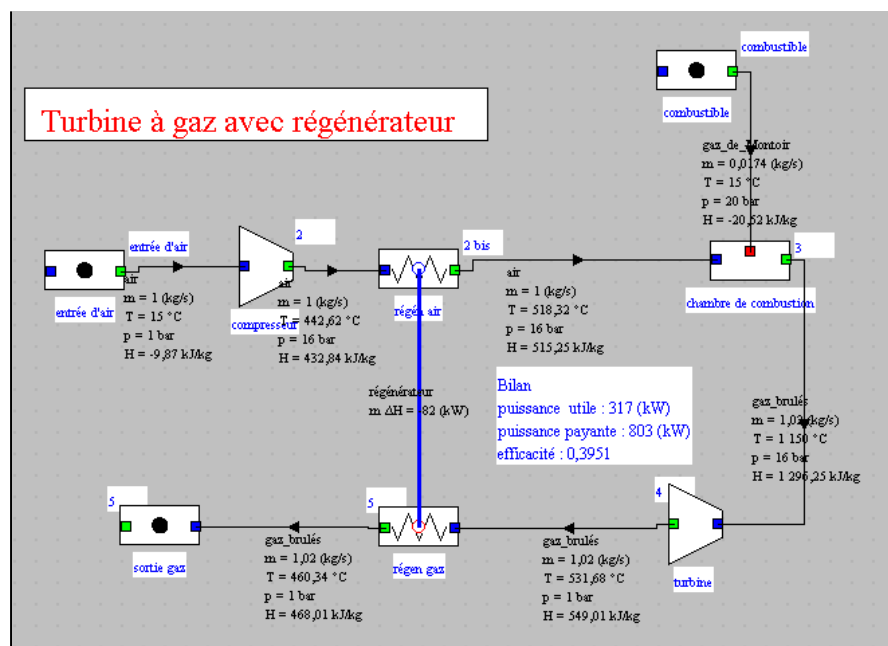 combustible
combustible
Turbine à gaz avec régénérateur
gaz_de_Montoir
m = 0,0174 (kg/s)
T = 15 °C
p = 20 bar
H = -20,52 kJ/kg
entrée d'air
entrée d'air
air
m = 1 (kg/s)
T = 15 °C
p = 1 bar
H = -9,87 kJ/kg
2
compresseur
air
m = 1 (kg/s)
T = 442,62 °C
p = 16 bar
H = 432,84 kJ/kg
2 bis
régén air
air
m = 1 (kg/s)
T = 518,32 °C
p = 16 bar
H = 515,25 kJ/kg
3
chambre de combustion
régénérateur
m ΔH = 82 (kW)
Bilan
puissance utile : 317 (kW)
puissance payante : 803 (kW)
efficacité : 0,3951
gaz_brulés
m = 1,02 (kg/s)
T = 1 150 °C
p = 16 bar
H = 1 296,25 kJ/kg
5
sortie gaz
gaz_brulés
m = 1,02 (kg/s)
T = 460,34 °C
p = 1 bar
H = 468,01 kJ/kg
5
régen gaz
gaz_brulés
m = 1,02 (kg/s)
T = 531,68 °C
p = 1 bar
H = 549,01 kJ/kg
4
turbine